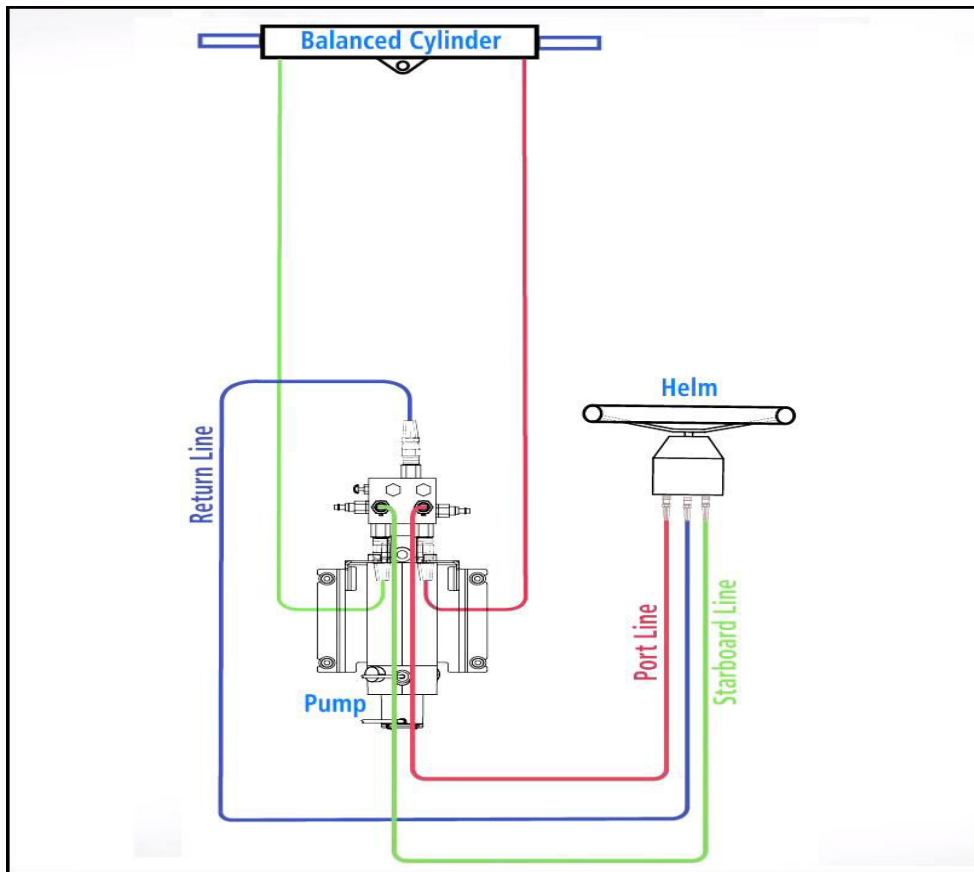 Balanced Cylinder
Helm
Return Line
Port Line
Starboard Line
Pump